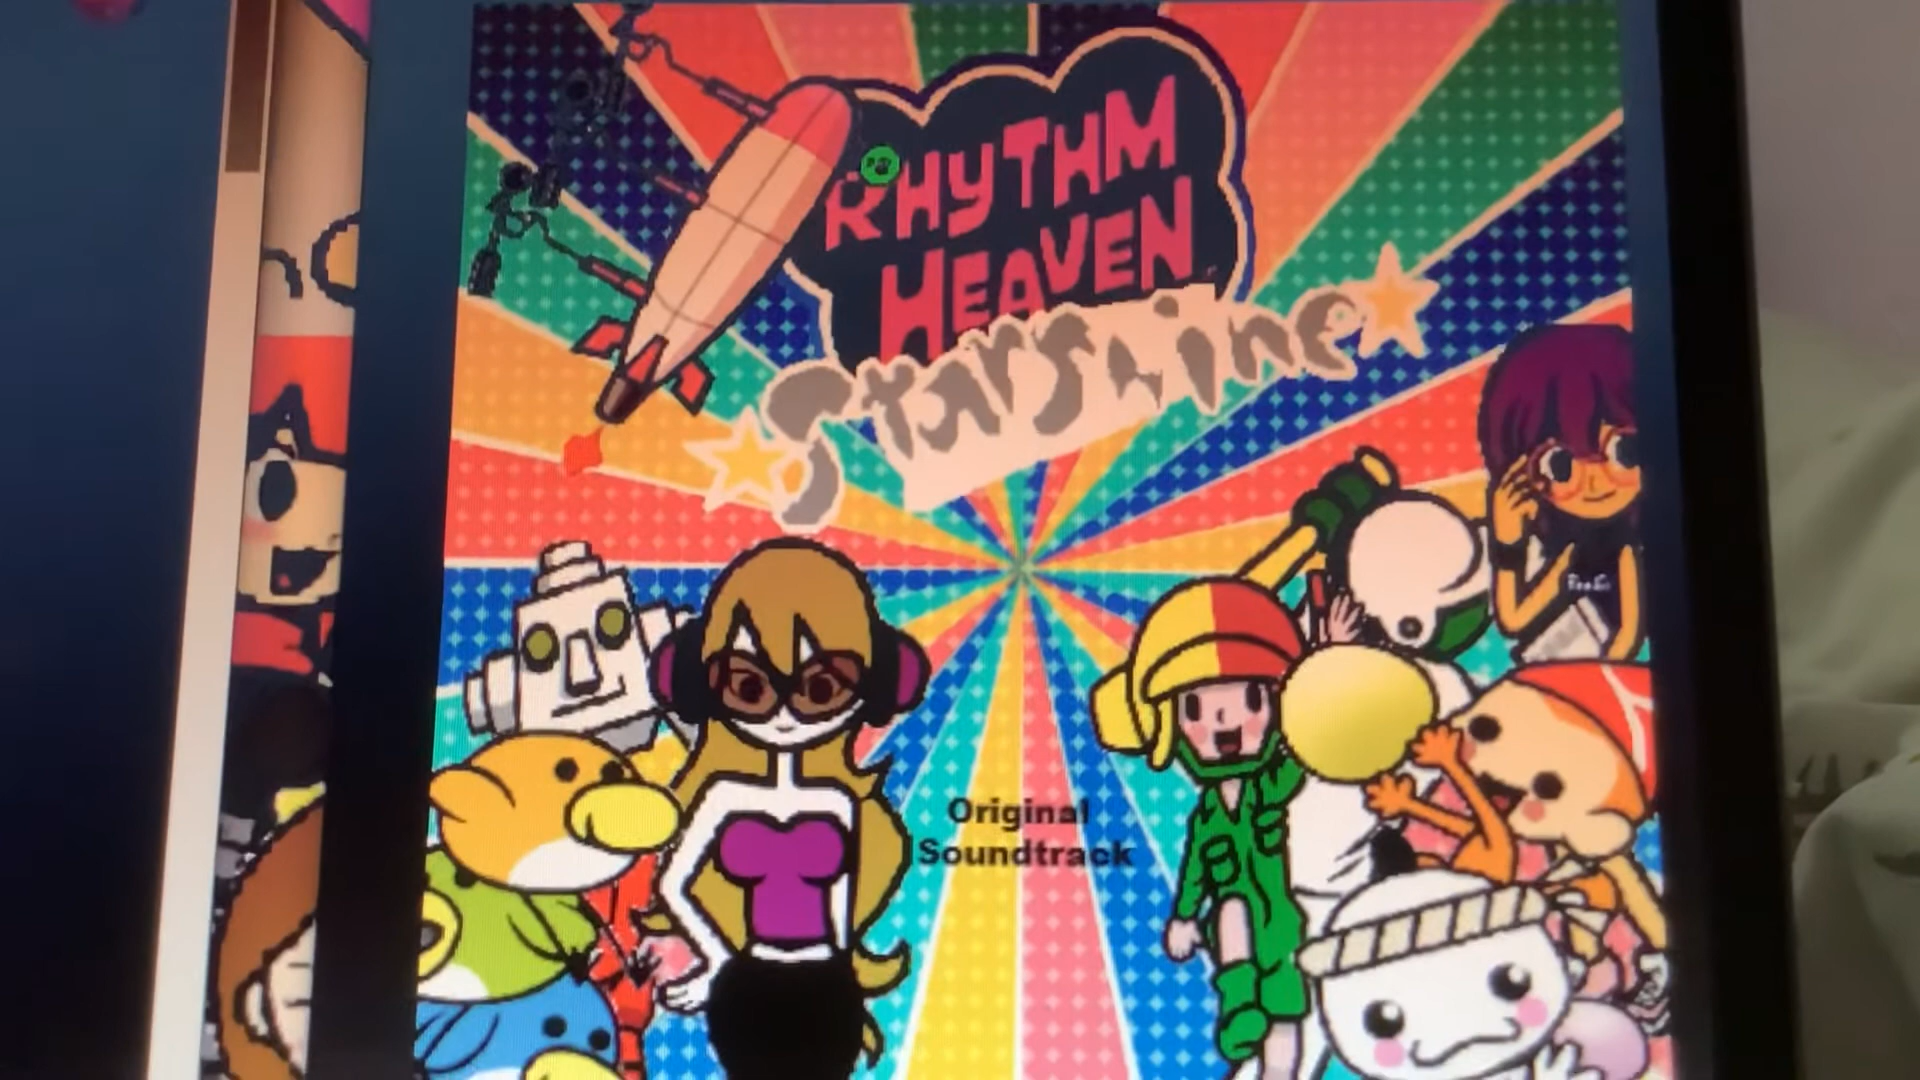 RHYTHM
HEAVEN
Starshine
Original
Soundtrack